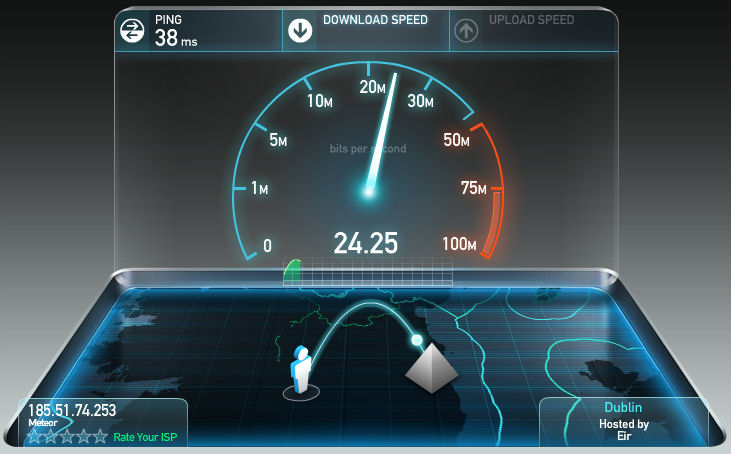 PING
38 ms
DOWNLOAD SPEED
UPLOAD SPEED
0
1M
5M
10M
20M
30M
50M
75M
100M
bits per second
24.25
185.51.74.253
Meteor
Rate Your ISP
Dublin
Hosted by
Eir